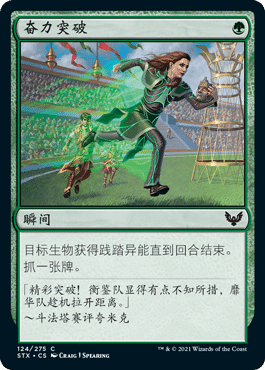 奋力突破
瞬间
目标生物获得践踏异能直到回合结束。
抓一张牌。
「精彩突破！衡鉴队显得有点不知所措，靡
华队趁机拉开距离。」
～斗法塔赛评夸米克
124/275 C
STX • CS CRAIG J SPEARING
™ & © 2021 Wizards of the Coast